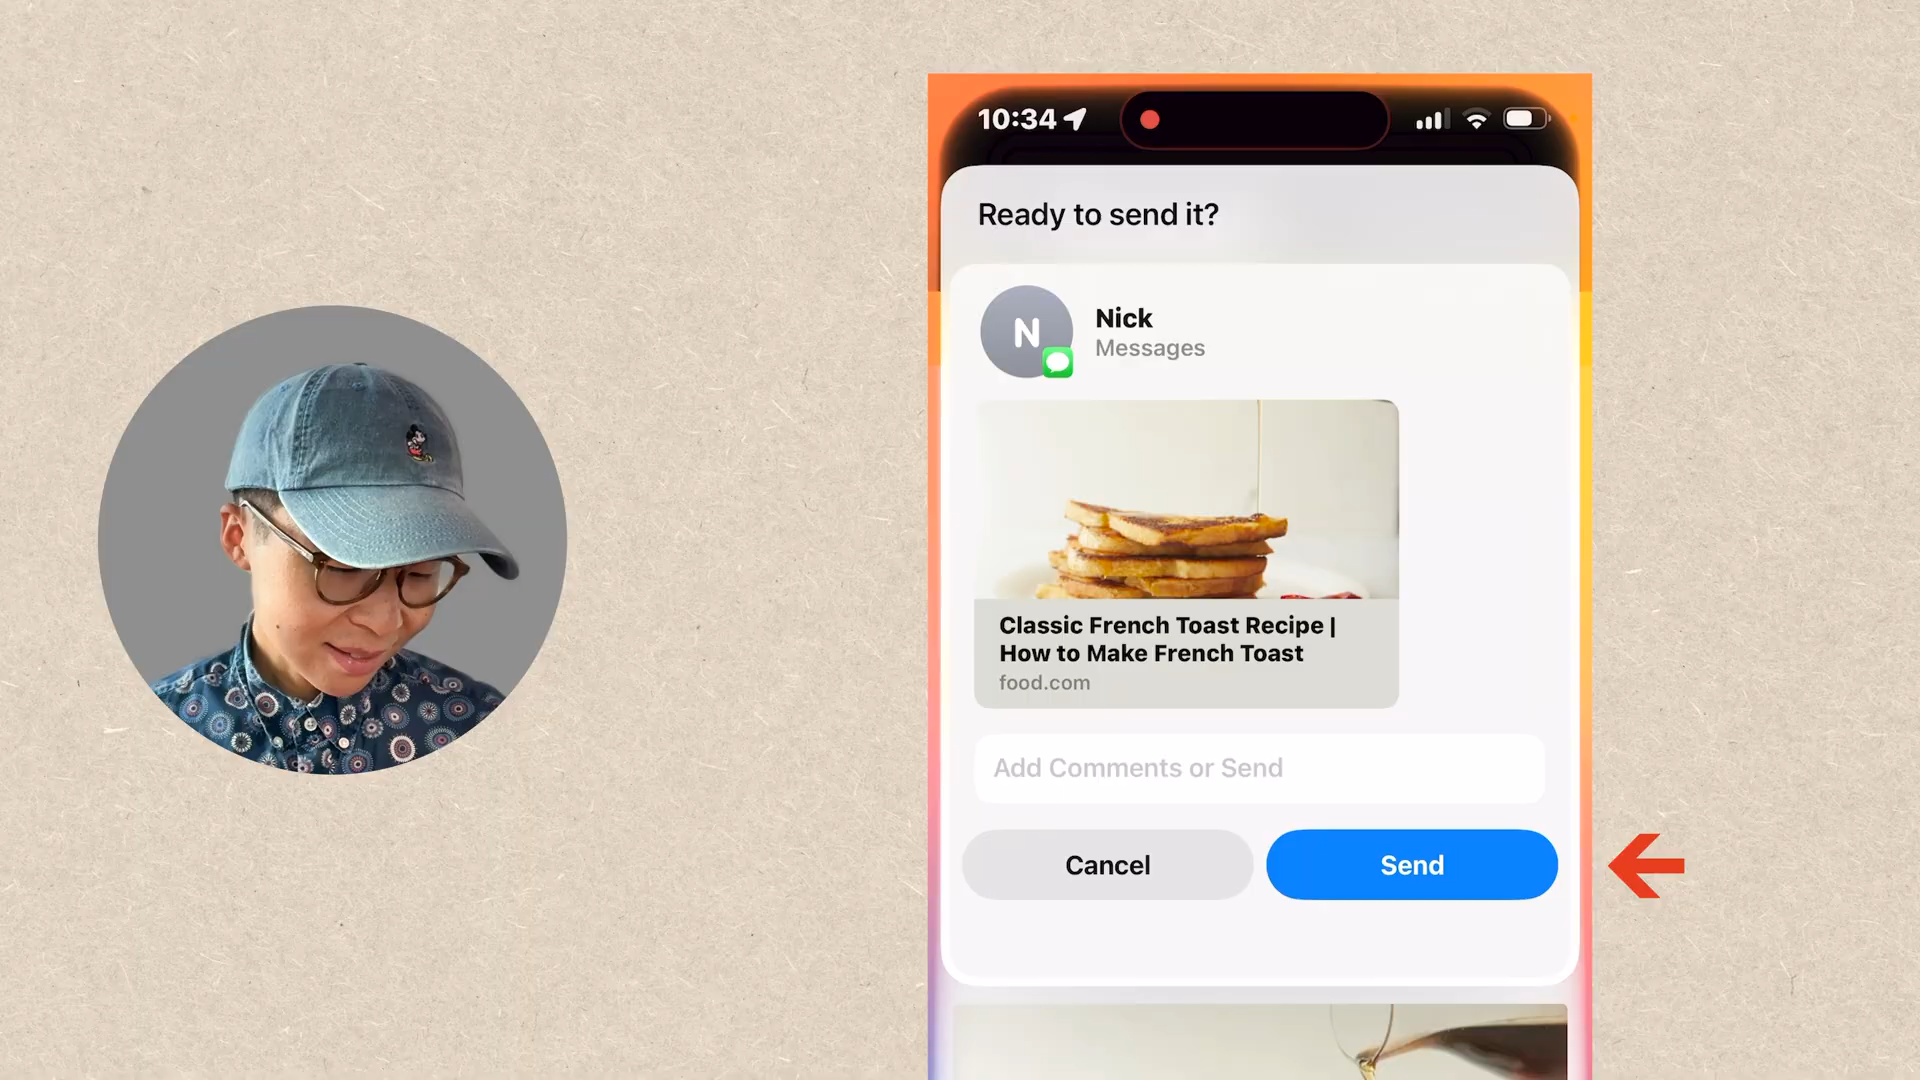 10:34
Ready to send it?
N
Nick
Messages
Classic French Toast Recipe |
How to Make French Toast
food.com
Add Comments or Send
Cancel
Send